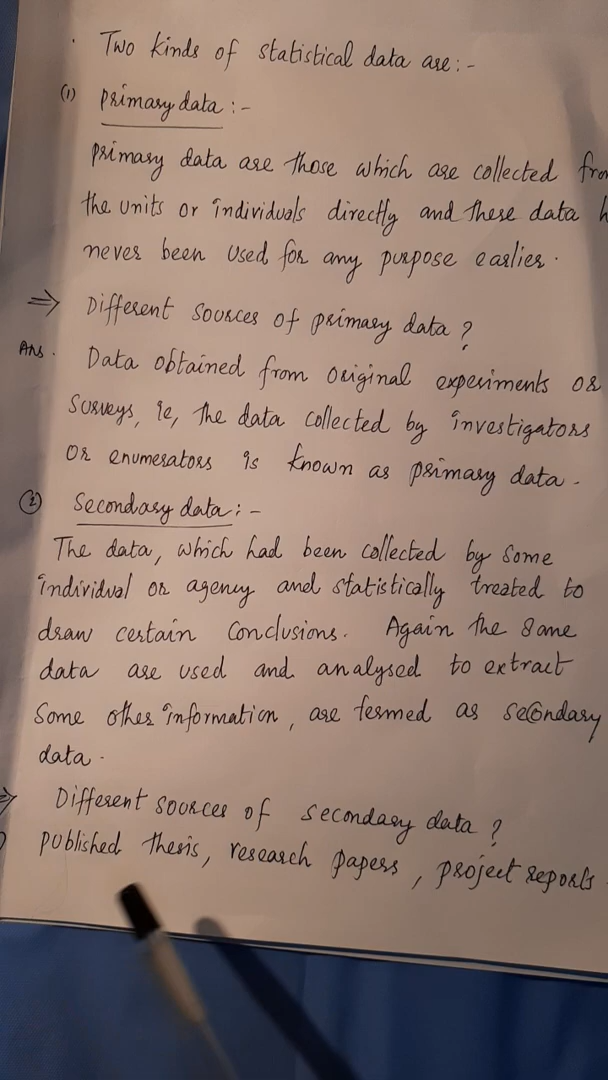 · Two kinds of statistical data are:-
(1) primary data :-
primary data are those which are collected
the units or individuals directly and these data
never been used for any purpose earlier.
⇒ Different sources of primary data ?
Ans. Data obtained from original experiments or
surveys, ie, the data collected by investigators
or enumerators is known as primary data.
② Secondary data:-
The data, which had been collected by some
individual or agency and statistically treated to
draw certain conclusions. Again the same
data are used and analysed to extract
some other information, are termed as secondary
data.
⇒ Different sources of secondary data ?
published thesis, research papers, project reports